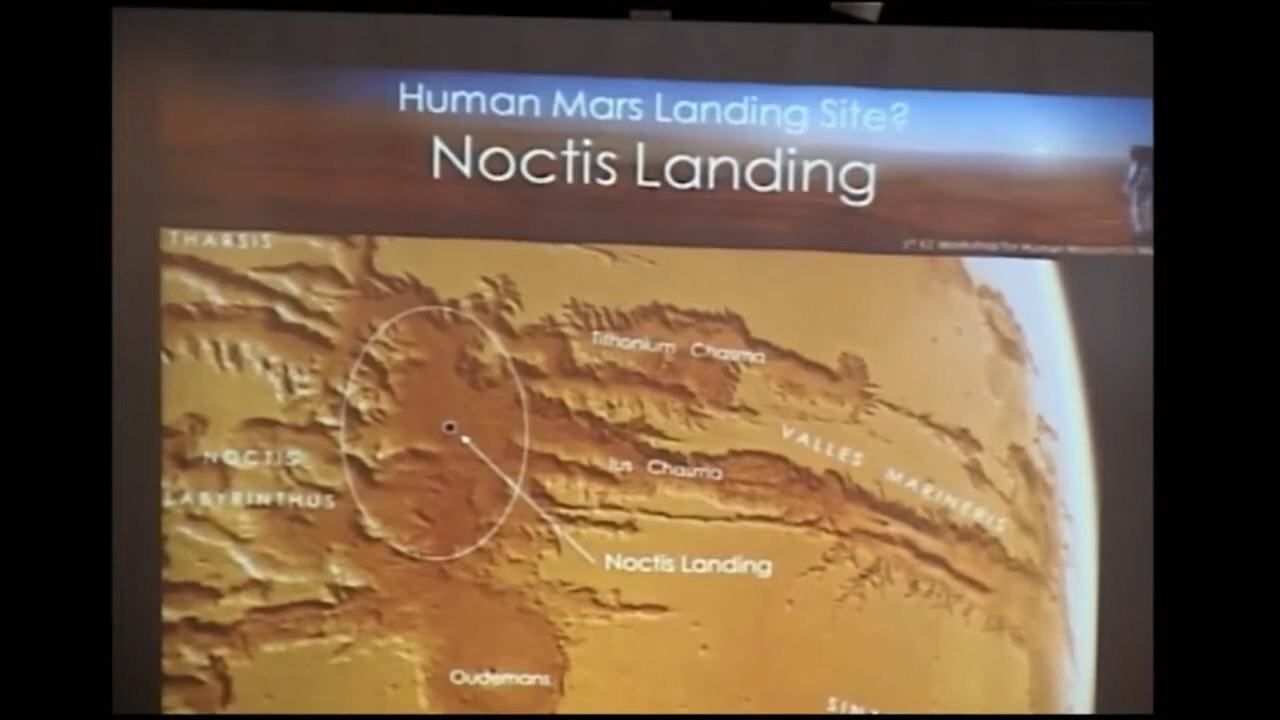 Human Mars Landing Site?
Noctis Landing
THARSIS
Tithonium Chasma
VALLES MARINERIS
NOCTIS
LABYRINTHUS
Ius Chasma
Noctis Landing
Oudemans